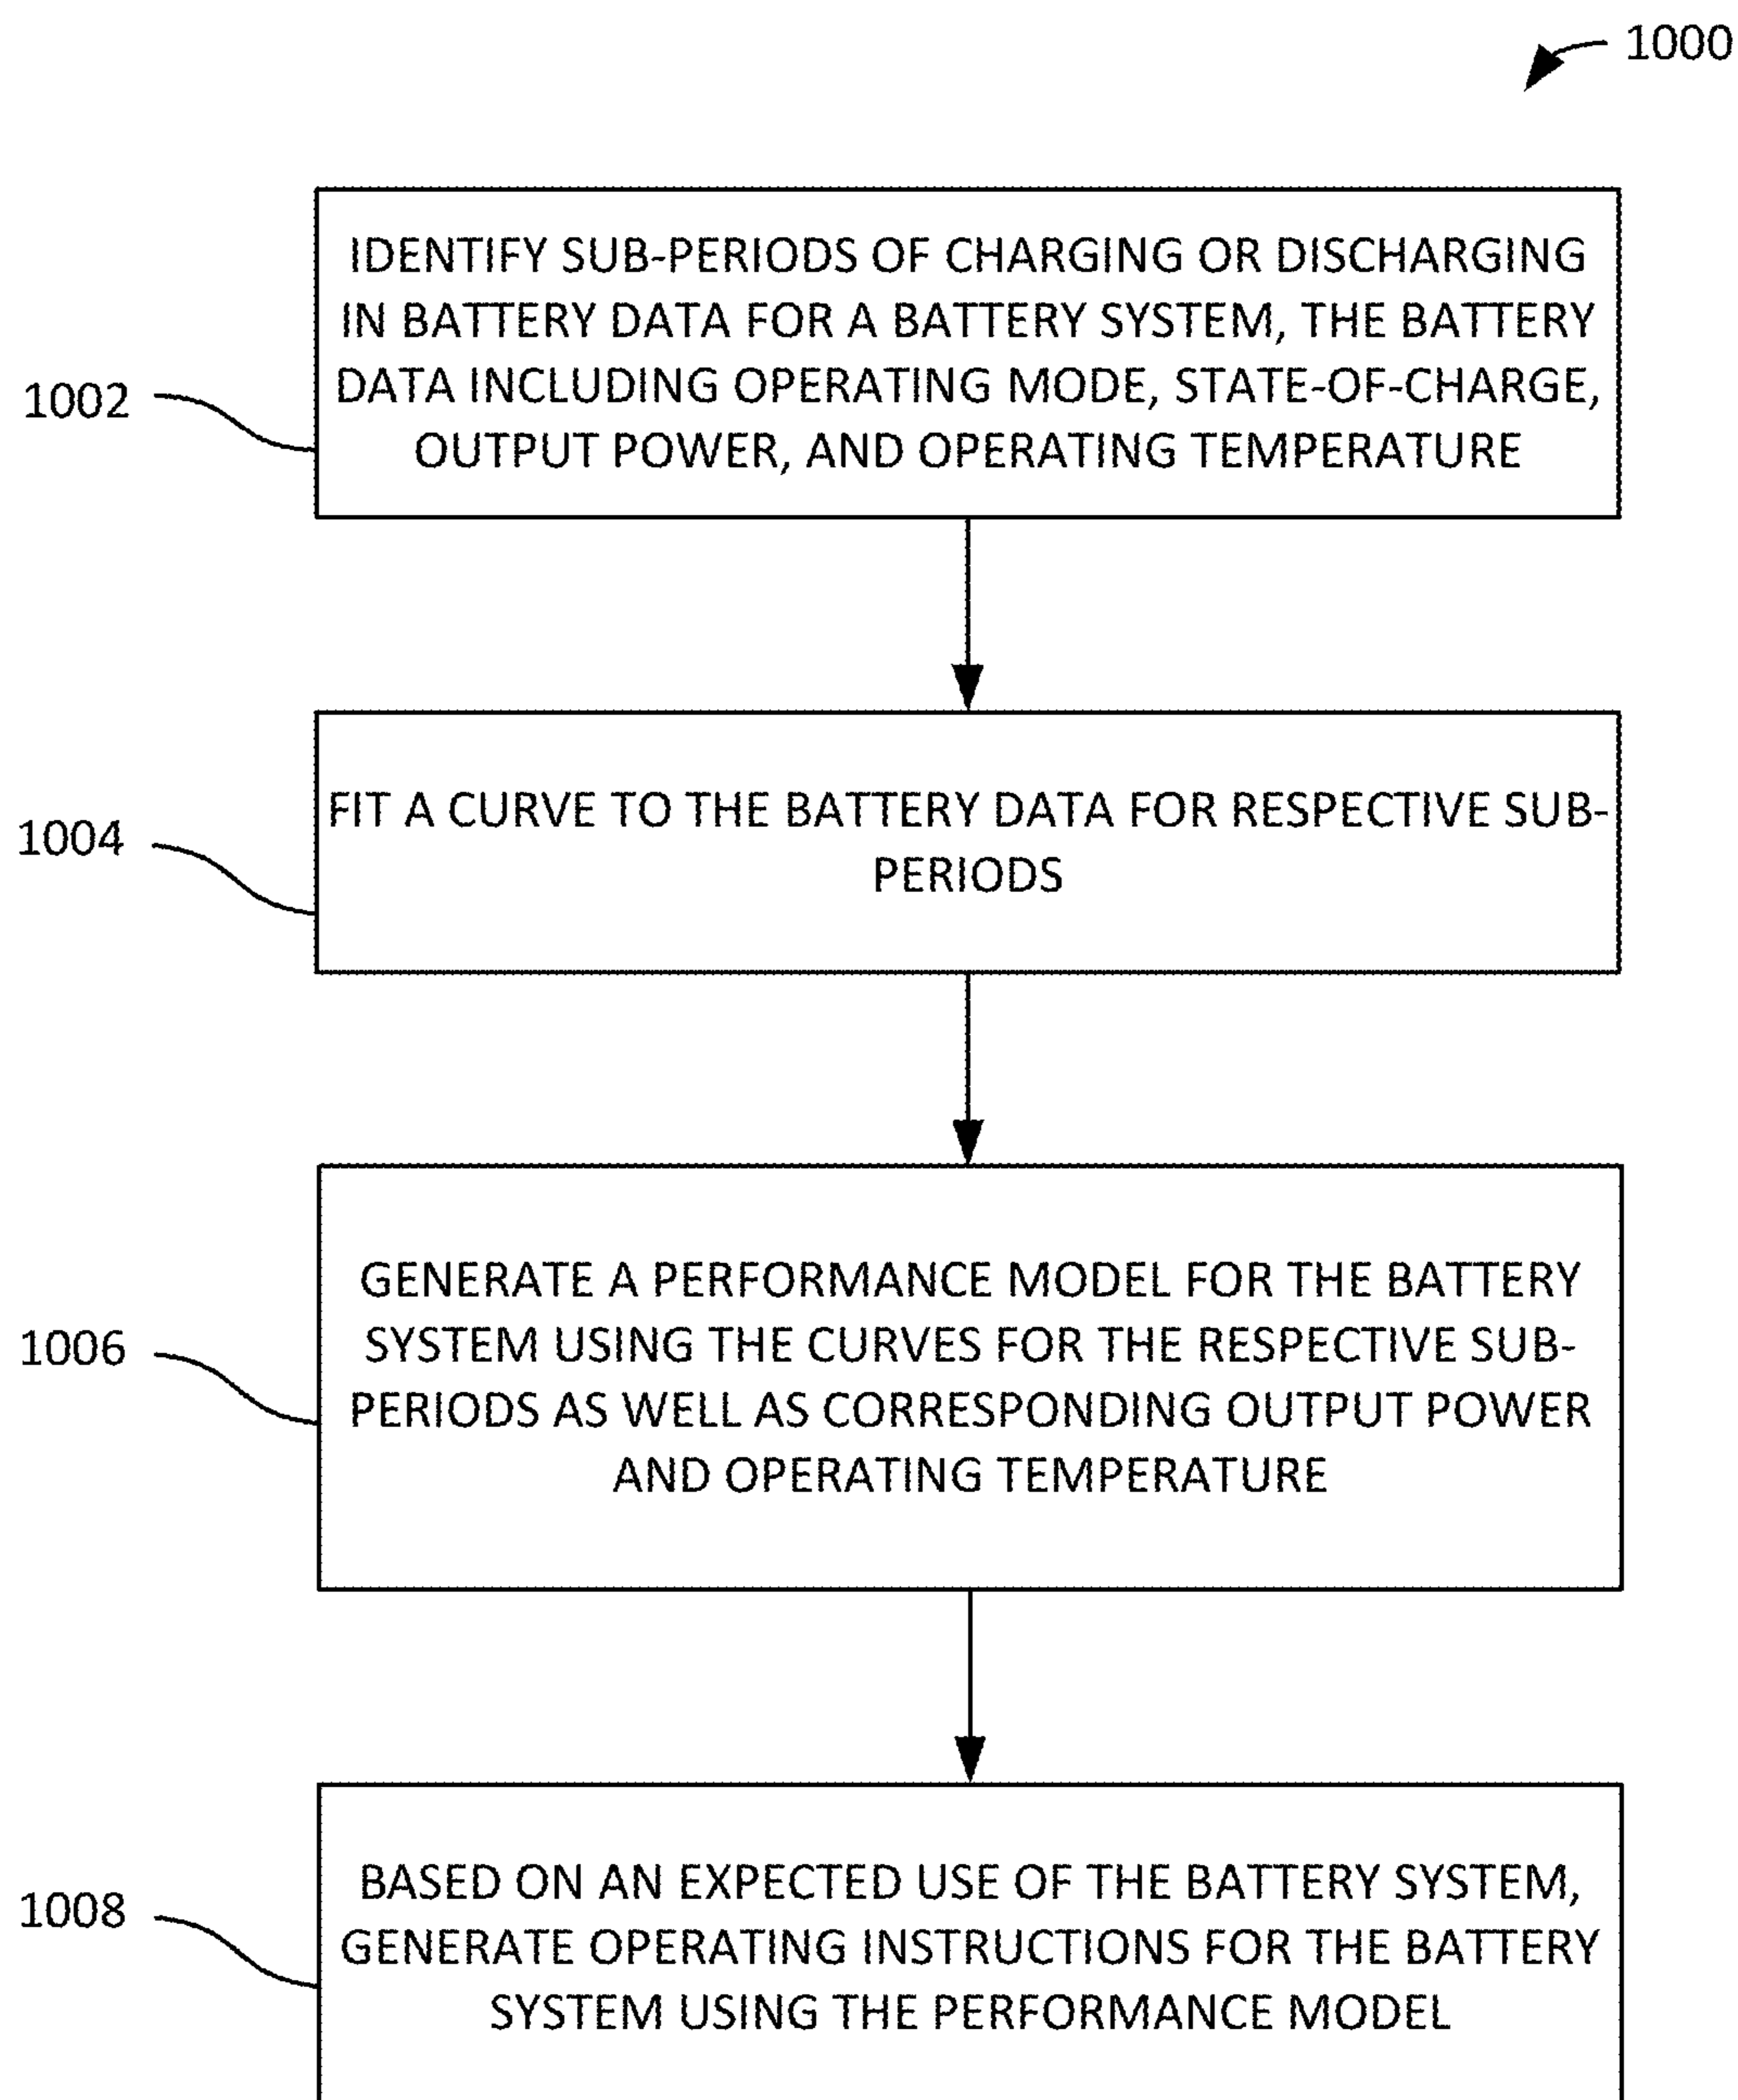 1000
IDENTIFY SUB-PERIODS OF CHARGING OR DISCHARGING
IN BATTERY DATA FOR A BATTERY SYSTEM, THE BATTERY
DATA INCLUDING OPERATING MODE, STATE-OF-CHARGE,
OUTPUT POWER, AND OPERATING TEMPERATURE
1002
FIT A CURVE TO THE BATTERY DATA FOR RESPECTIVE SUB-
PERIODS
1004
GENERATE A PERFORMANCE MODEL FOR THE BATTERY
SYSTEM USING THE CURVES FOR THE RESPECTIVE SUB-
PERIODS AS WELL AS CORRESPONDING OUTPUT POWER
AND OPERATING TEMPERATURE
1006
BASED ON AN EXPECTED USE OF THE BATTERY SYSTEM,
GENERATE OPERATING INSTRUCTIONS FOR THE BATTERY
SYSTEM USING THE PERFORMANCE MODEL
1008